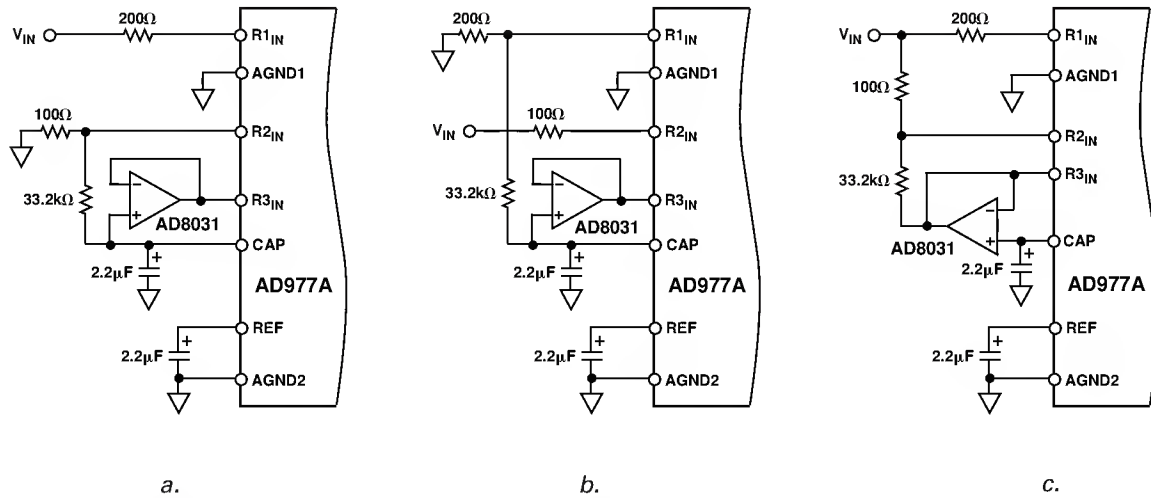 200Ω
V_IN
R1_IN
AGND1
100Ω
R2_IN
33.2kΩ
−
+
AD8031
R3_IN
CAP
+
2.2μF
AD977A
REF
+
2.2μF
AGND2
a.
200Ω
R1_IN
AGND1
100Ω
V_IN
R2_IN
33.2kΩ
−
+
AD8031
R3_IN
CAP
+
2.2μF
AD977A
REF
+
2.2μF
AGND2
b.
200Ω
V_IN
R1_IN
100Ω
AGND1
R2_IN
33.2kΩ
R3_IN
−
+
AD8031
CAP
+
2.2μF
AD977A
REF
+
2.2μF
AGND2
c.